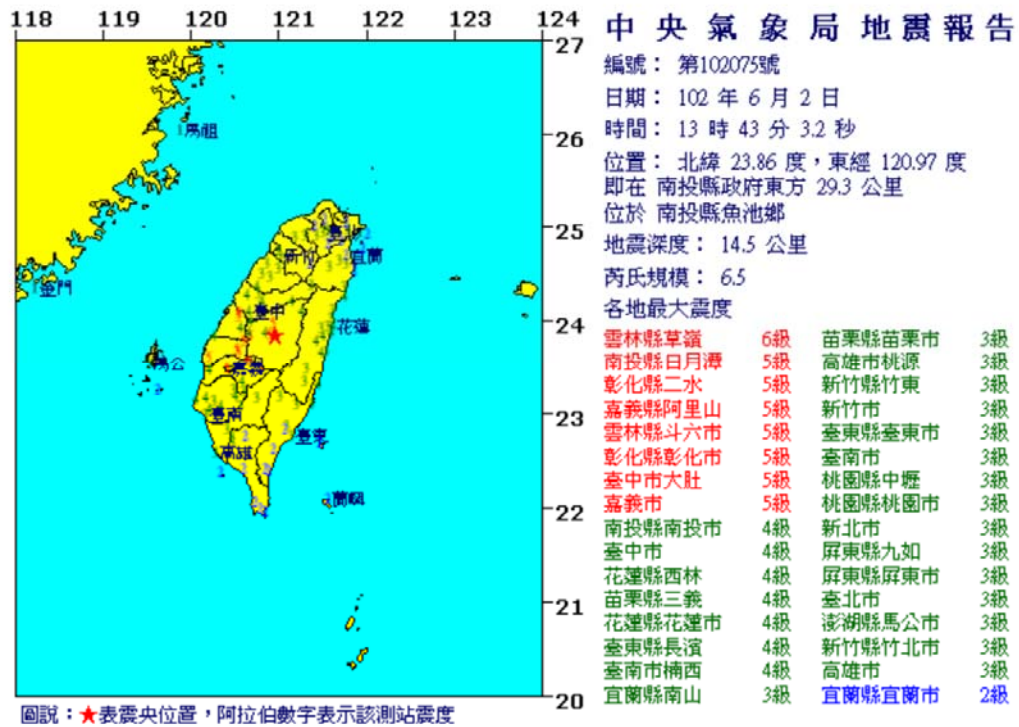 118 119 120 121 122 123 124
27
26
25
24
23
22
21
20
馬祖
金門
馬公
新竹
宜蘭
臺中
花蓮
嘉義
臺南
臺東
高雄
蘭嶼
圖說：★表震央位置，阿拉伯數字表示該測站震度
中央氣象局地震報告
編號： 第102075號
日期： 102 年 6 月 2 日
時間： 13 時 43 分 3.2 秒
位置： 北緯 23.86 度，東經 120.97 度
即在 南投縣政府東方 29.3 公里
位於 南投縣魚池鄉
地震深度： 14.5 公里
芮氏規模： 6.5
各地最大震度
雲林縣草嶺 6級 苗栗縣苗栗市 3級
南投縣日月潭 5級 高雄市桃源 3級
彰化縣二水 5級 新竹縣竹東 3級
嘉義縣阿里山 5級 新竹市 3級
雲林縣斗六市 5級 臺東縣臺東市 3級
彰化縣彰化市 5級 臺南市 3級
臺中市大肚 5級 桃園縣中壢 3級
嘉義市 5級 桃園縣桃園市 3級
南投縣南投市 4級 新北市 3級
臺中市 4級 屏東縣九如 3級
花蓮縣西林 4級 屏東縣屏東市 3級
苗栗縣三義 4級 臺北市 3級
花蓮縣花蓮市 4級 澎湖縣馬公市 3級
臺東縣長濱 4級 新竹縣竹北市 3級
臺南市楠西 4級 高雄市 3級
宜蘭縣南山 3級 宜蘭縣宜蘭市 2級